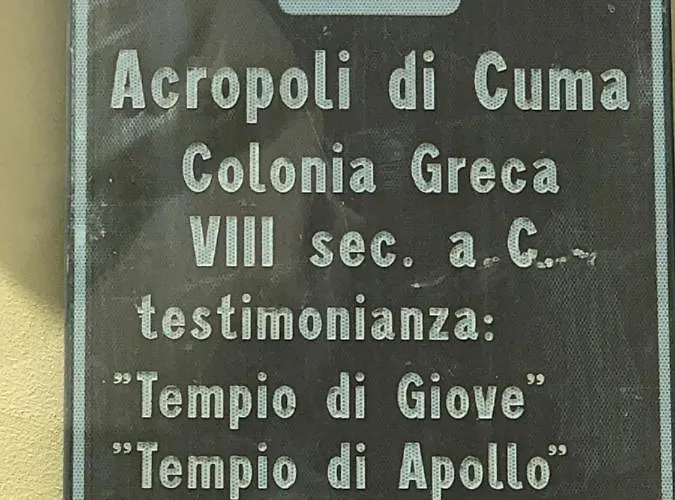 Acropoli di Cuma
Colonia Greca
VIII sec. a.C.
testimonianza:
"Tempio di Giove"
"Tempio di Apollo"